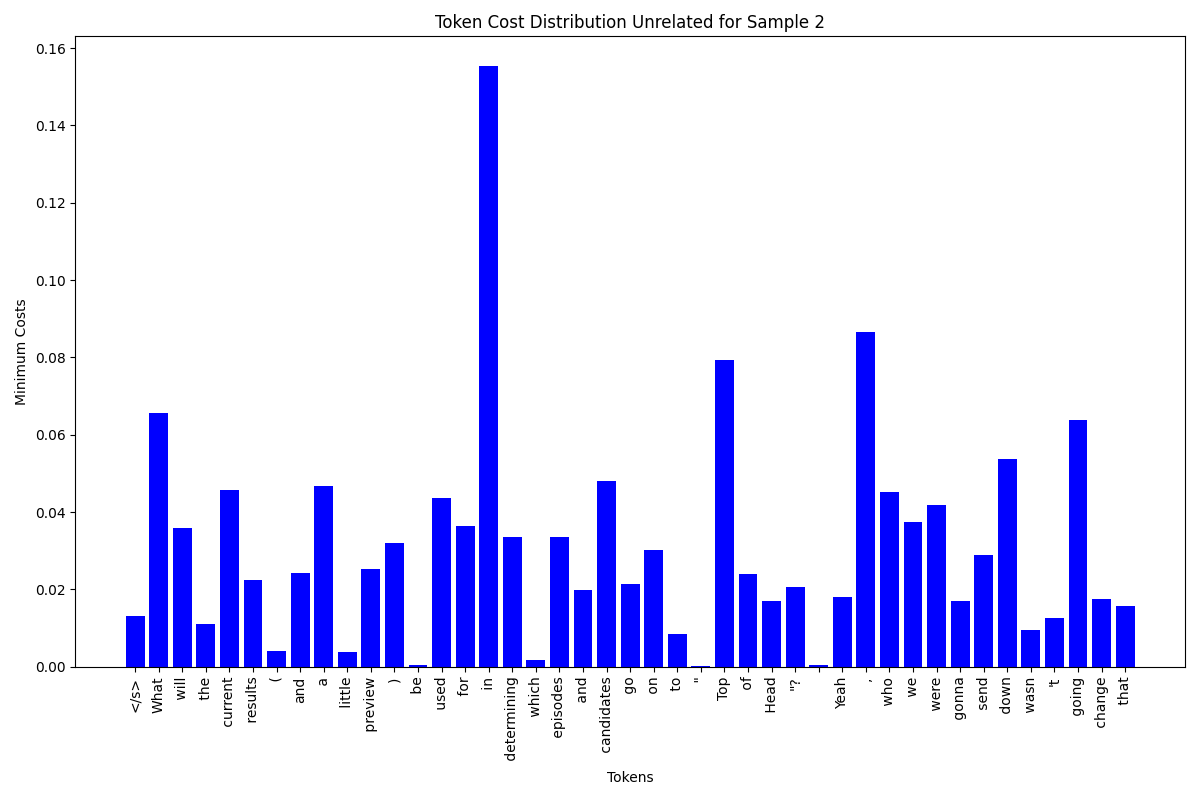 Token Cost Distribution Unrelated for Sample 2
0.16
0.14
0.12
0.10
0.08
0.06
0.04
0.02
0.00
Minimum Costs
</s>
What
will
the
current
results
(
and
a
little
preview
)
be
used
for
in
determining
which
episodes
and
candidates
go
on
to
"
Top
of
Head
"?
Yeah
,
who
we
were
gonna
send
down
wasn
't
going
change
that
Tokens